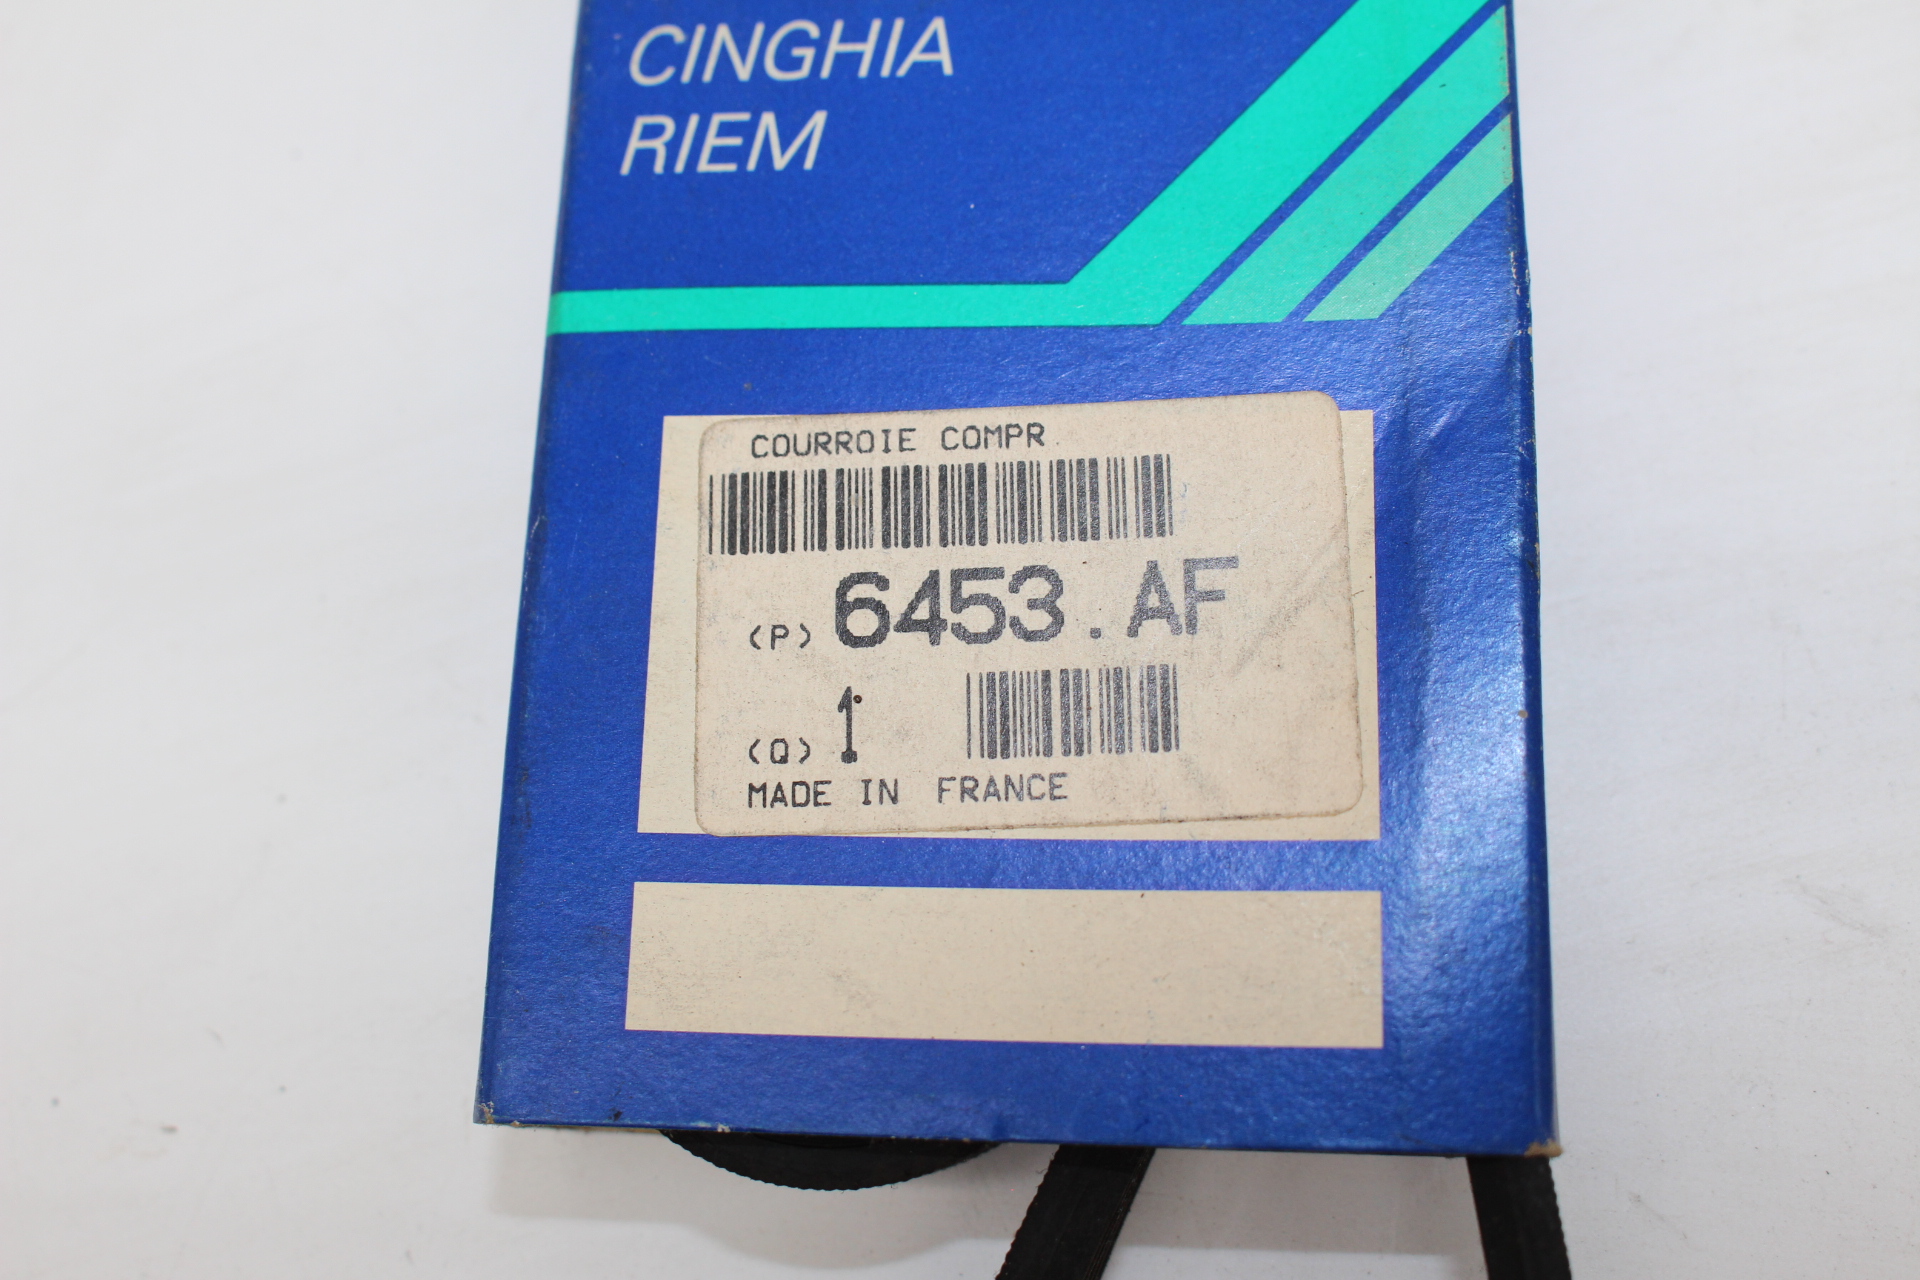 CINGHIA
RIEM
COURROIE COMPR
(P) 6453.AF
(Q) 1
MADE IN FRANCE